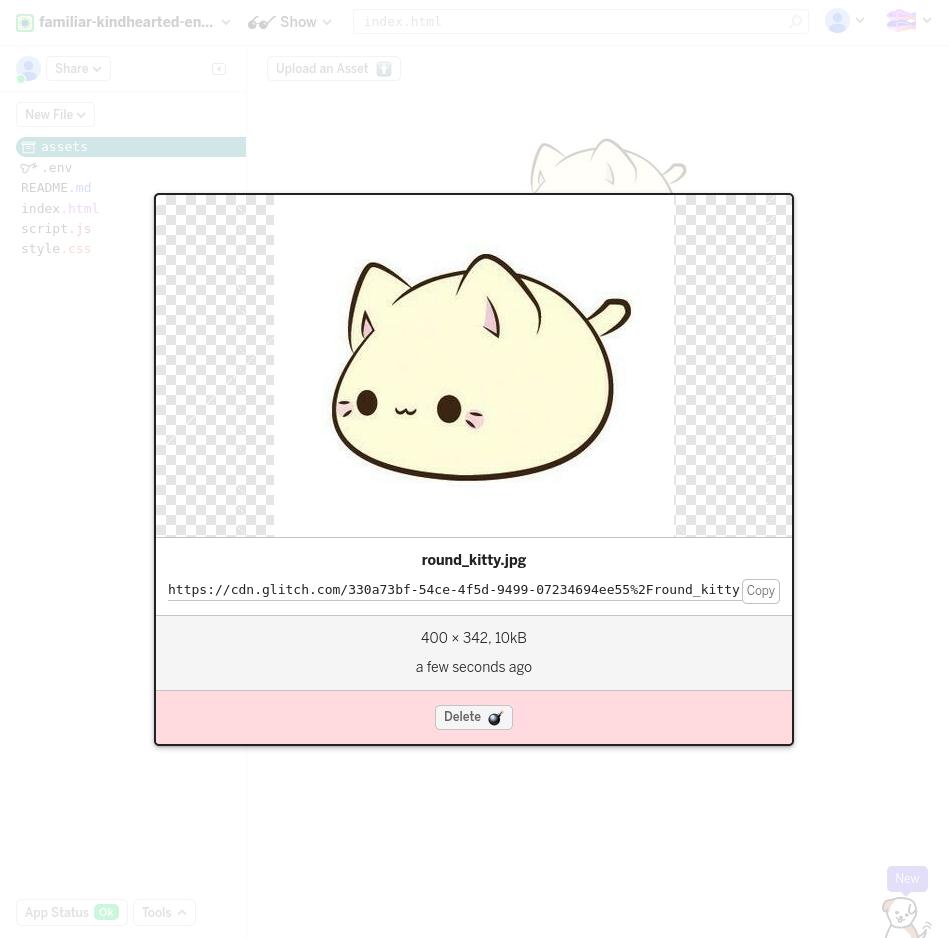 familiar-kindhearted-en...
Show
index.html
Share
Upload an Asset
New File
assets
.env
README.md
index.html
script.js
style.css
round_kitty.jpg
https://cdn.glitch.com/330a73bf-54ce-4f5d-9499-07234694ee55%2Fround_kitty
Copy
400 × 342, 10kB
a few seconds ago
Delete
New
App Status Ok
Tools